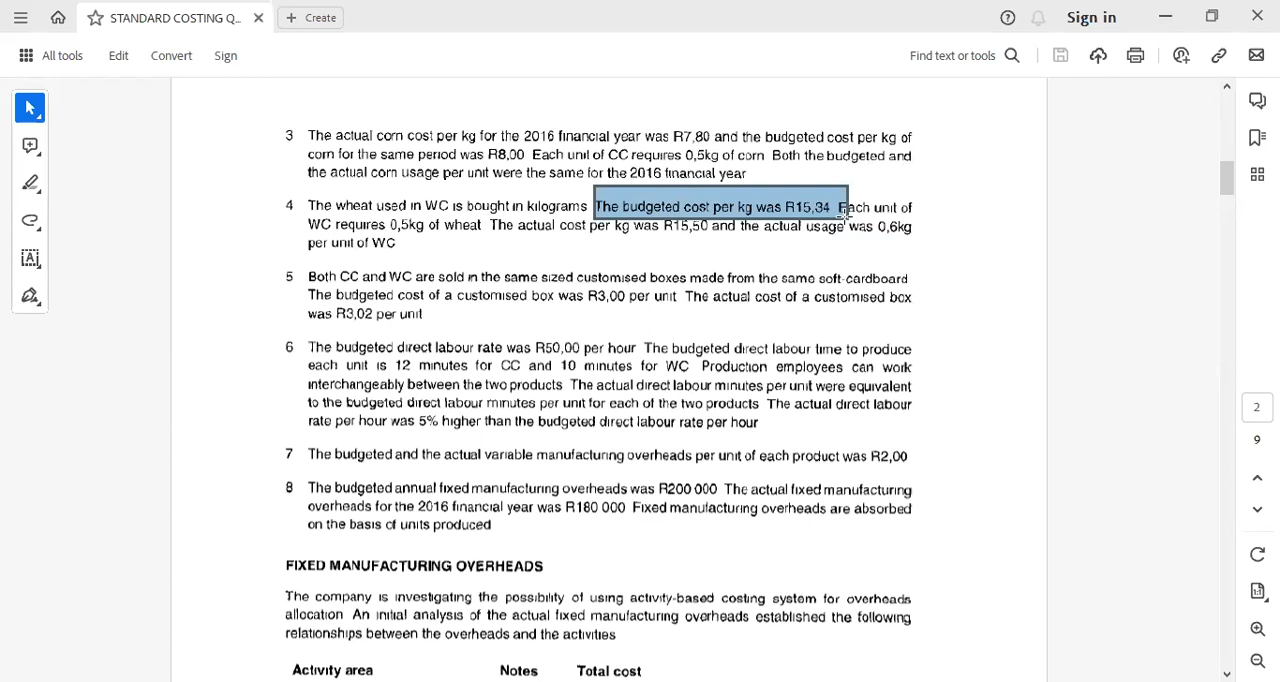 STANDARD COSTING Q...
Create
Sign in
All tools
Edit
Convert
Sign
Find text or tools
3 The actual corn cost per kg for the 2016 financial year was R7,80 and the budgeted cost per kg of
corn for the same period was R8,00 Each unit of CC requires 0,5kg of corn Both the budgeted and
the actual corn usage per unit were the same for the 2016 financial year
4 The wheat used in WC is bought in kilograms The budgeted cost per kg was R15,34 Each unit of
WC requires 0,5kg of wheat The actual cost per kg was R15,50 and the actual usage was 0,6kg
per unit of WC
5 Both CC and WC are sold in the same sized customised boxes made from the same soft-cardboard
The budgeted cost of a customised box was R3,00 per unit The actual cost of a customised box
was R3,02 per unit
6 The budgeted direct labour rate was R50,00 per hour The budgeted direct labour time to produce
each unit is 12 minutes for CC and 10 minutes for WC Production employees can work
interchangeably between the two products The actual direct labour minutes per unit were equivalent
to the budgeted direct labour minutes per unit for each of the two products The actual direct labour
rate per hour was 5% higher than the budgeted direct labour rate per hour
7 The budgeted and the actual variable manufacturing overheads per unit of each product was R2,00
8 The budgeted annual fixed manufacturing overheads was R200 000 The actual fixed manufacturing
overheads for the 2016 financial year was R180 000 Fixed manufacturing overheads are absorbed
on the basis of units produced
FIXED MANUFACTURING OVERHEADS
The company is investigating the possibility of using activity-based costing system for overheads
allocation An initial analysis of the actual fixed manufacturing overheads established the following
relationships between the overheads and the activities
Activity area Notes Total cost
2
9